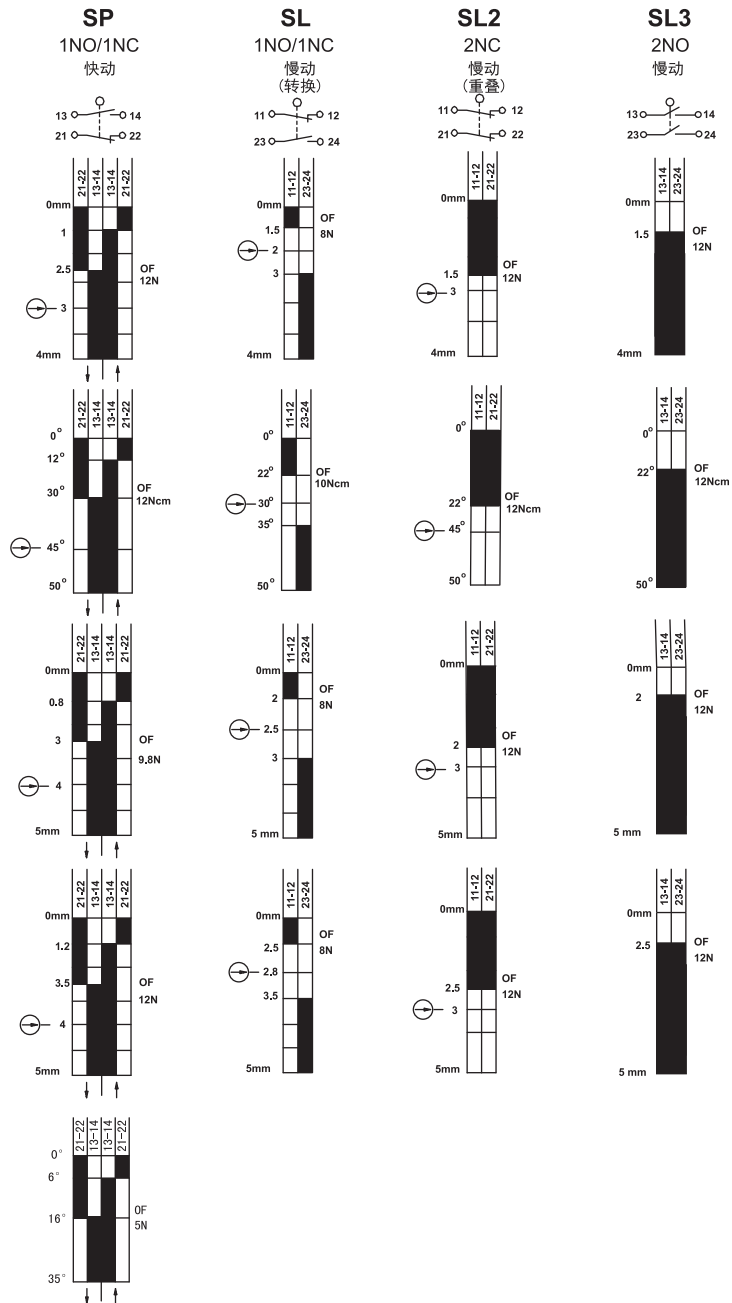 SP
1NO/1NC
快动
13 14
21 22
SL
1NO/1NC
慢动
(转换)
11 12
23 24
SL2
2NC
慢动
(重叠)
11 12
21 22
SL3
2NO
慢动
13 14
23 24
21-22 13-14 13-14 21-22
0mm
1
2.5
3
4mm
OF
12N
11-12 23-24
0mm
1.5
2
3
4mm
OF
8N
11-12 21-22
0mm
1.5
3
4mm
OF
12N
13-14 23-24
0mm
1.5
4mm
OF
12N
21-22 13-14 13-14 21-22
0°
12°
30°
45°
50°
OF
12Ncm
11-12 23-24
0°
22°
30°
35°
50°
OF
10Ncm
11-12 21-22
0°
22°
45°
50°
OF
12Ncm
13-14 23-24
0°
22°
50°
OF
12Ncm
21-22 13-14 13-14 21-22
0mm
0.8
3
4
5mm
OF
9.8N
11-12 23-24
0mm
2
2.5
3
5 mm
OF
8N
11-12 21-22
0mm
2
3
5mm
OF
12N
13-14 23-24
0mm
2
5 mm
OF
12N
21-22 13-14 13-14 21-22
0mm
1.2
3.5
4
5mm
OF
12N
11-12 23-24
0mm
2.5
2.8
3.5
5mm
OF
8N
11-12 21-22
0mm
2.5
3
5mm
OF
12N
13-14 23-24
0mm
2.5
5 mm
OF
12N
21-22 13-14 13-14 21-22
0°
6°
16°
35°
OF
5N